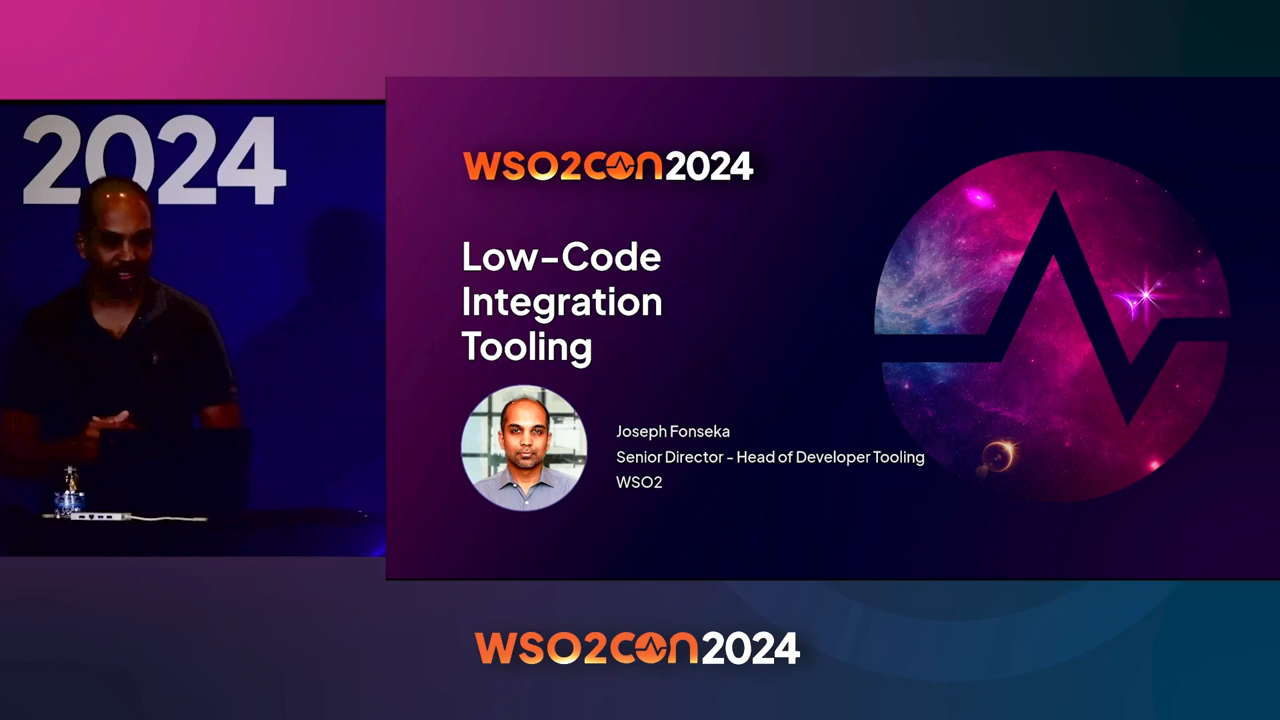 2024
WSO2CON2024
Low-Code
Integration
Tooling
Joseph Fonseka
Senior Director - Head of Developer Tooling
WSO2
WSO2CON2024